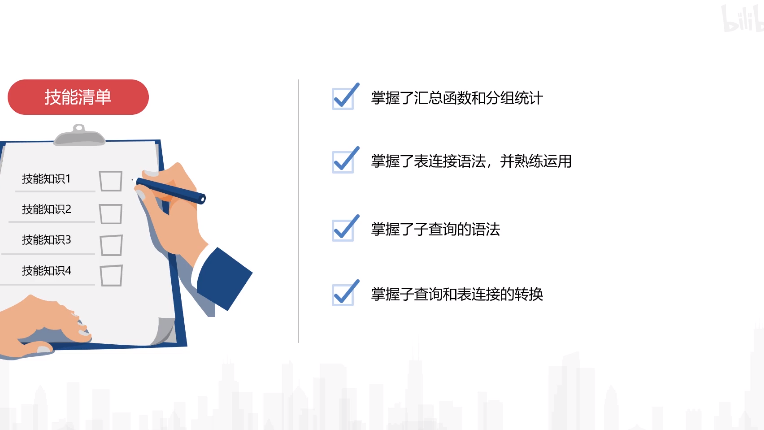 技能清单
技能知识1
技能知识2
技能知识3
技能知识4
掌握了汇总函数和分组统计
掌握了表连接语法，并熟练运用
掌握了子查询的语法
掌握子查询和表连接的转换